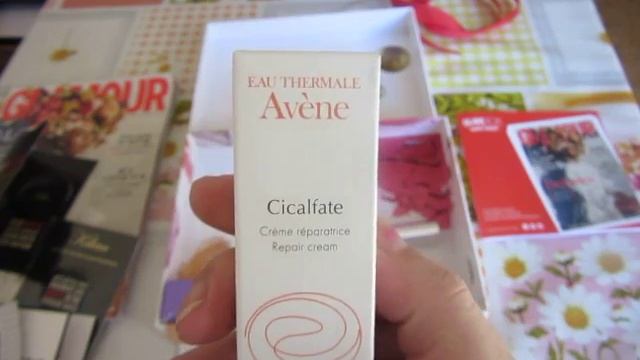 EAU THERMALE
Avène
Cicalfate
Crème réparatrice
Repair cream
GLAMOUR